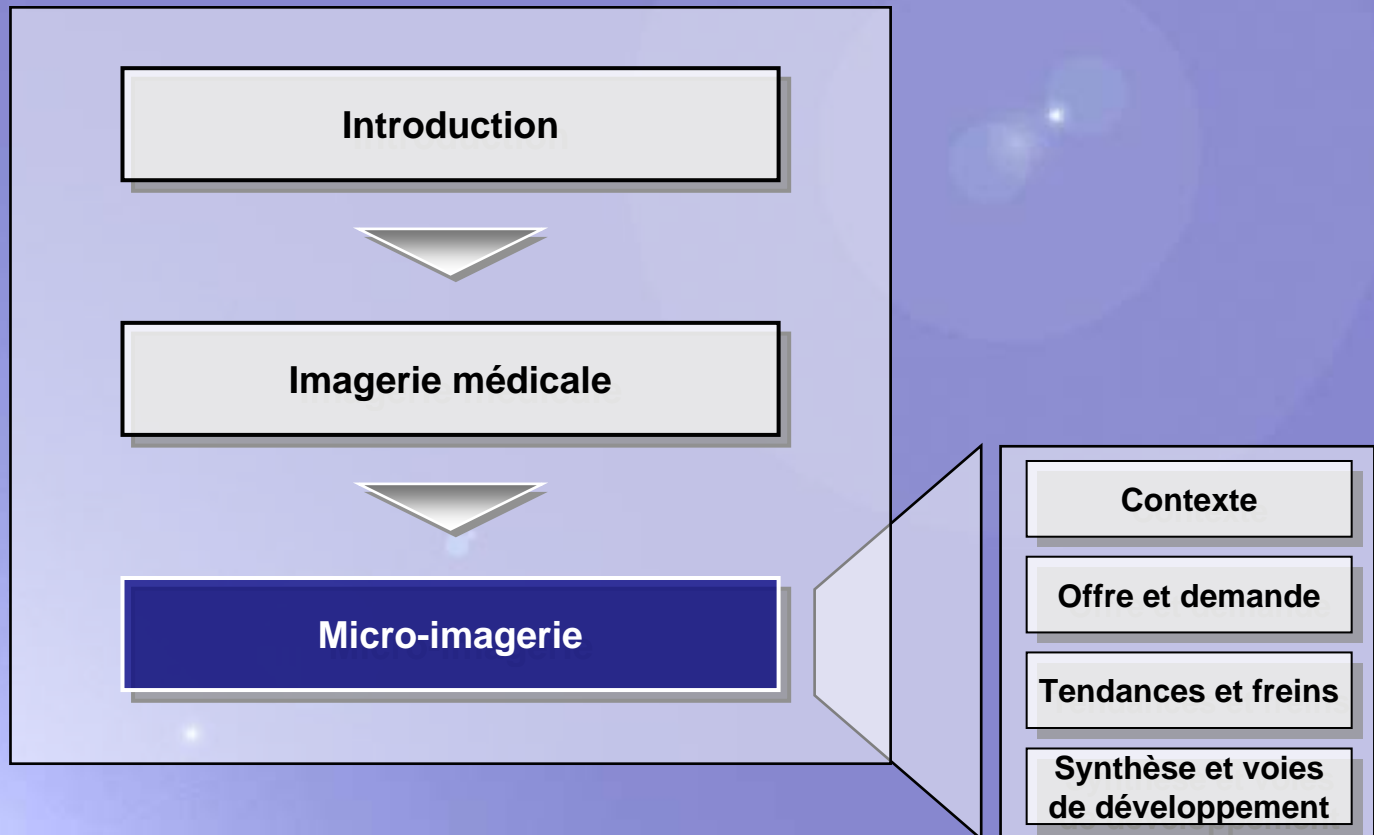 Introduction
Imagerie médicale
Micro-imagerie
Contexte
Offre et demande
Tendances et freins
Synthèse et voies
de développement